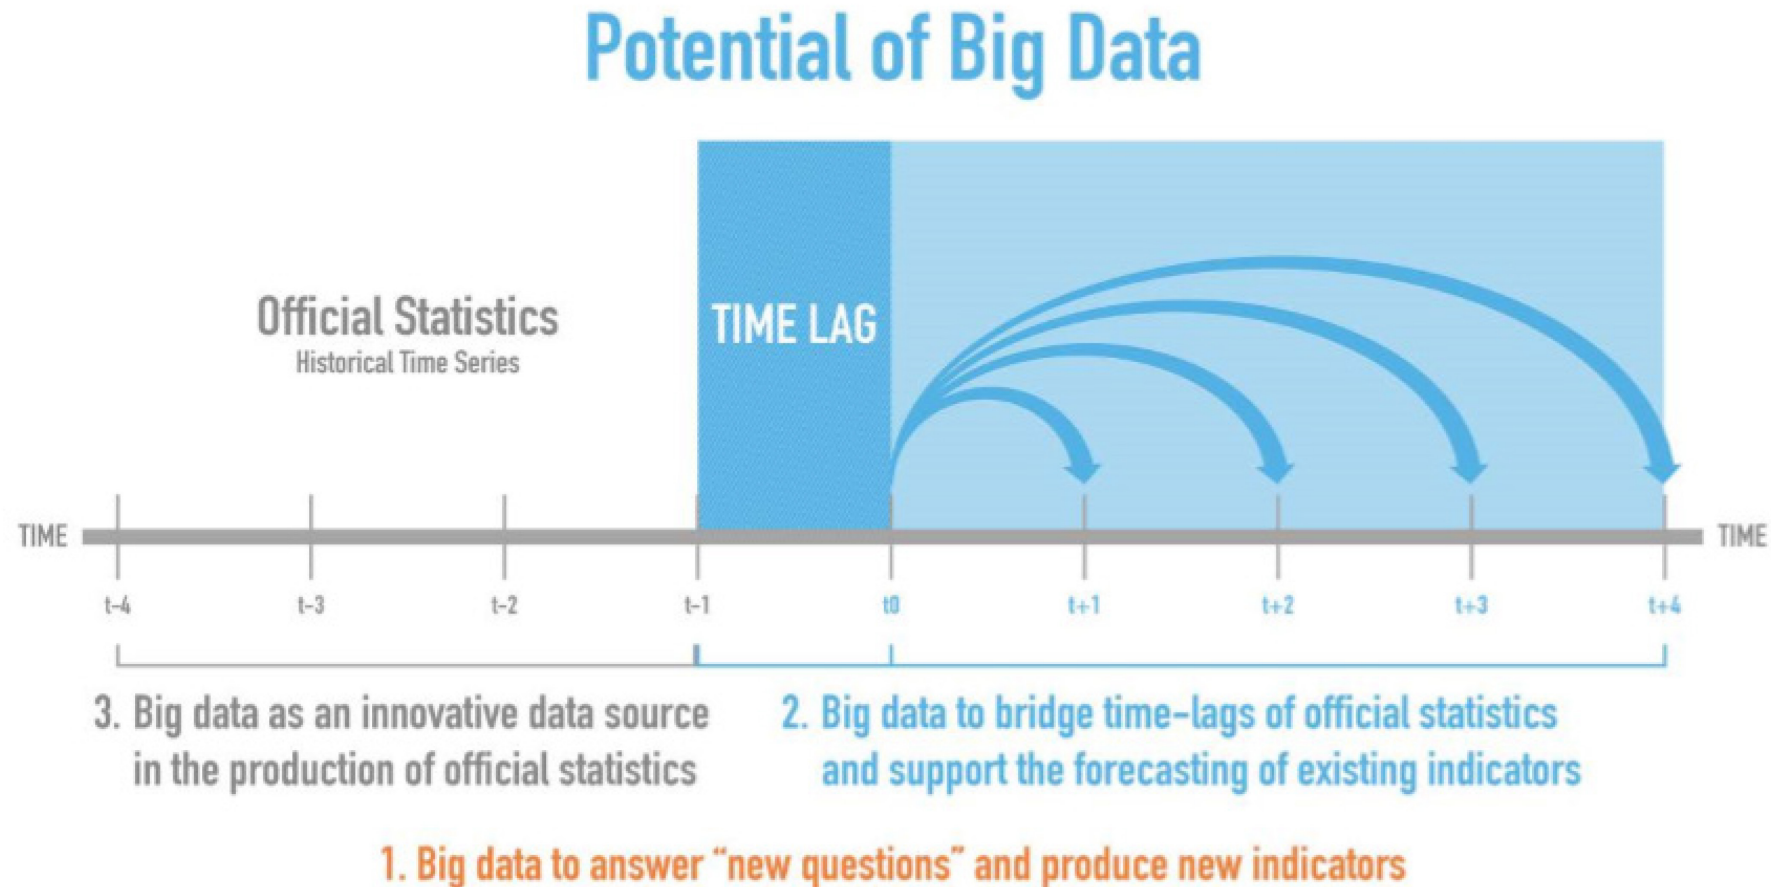 Potential of Big Data
Official Statistics
Historical Time Series
TIME LAG
TIME
TIME
t–4
t–3
t–2
t–1
t0
t+1
t+2
t+3
t+4
3. Big data as an innovative data source
in the production of official statistics
2. Big data to bridge time-lags of official statistics
and support the forecasting of existing indicators
1. Big data to answer “new questions” and produce new indicators